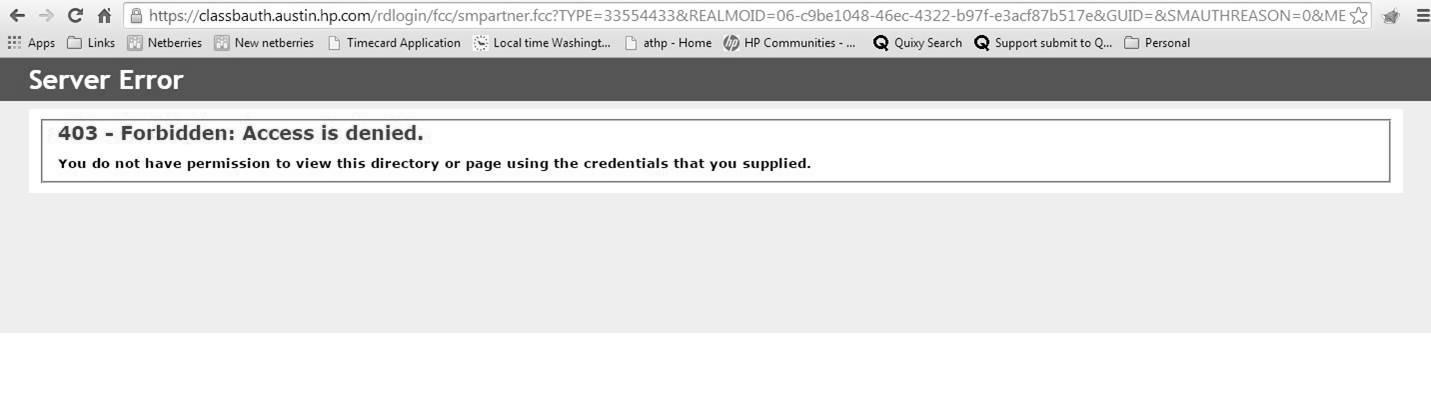 https://classbauth.austin.hp.com/rdlogin/fcc/smpartner.fcc?TYPE=33554433&REALMOID=06-c9be1048-46ec-4322-b97f-e3acf87b517e&GUID=&SMAUTHREASON=0&ME
Apps Links Netberries New netberries Timecard Application Local time Washingt... athp - Home hp HP Communities - ... Q Quixy Search Q Support submit to Q... Personal
Server Error
403 - Forbidden: Access is denied.
You do not have permission to view this directory or page using the credentials that you supplied.